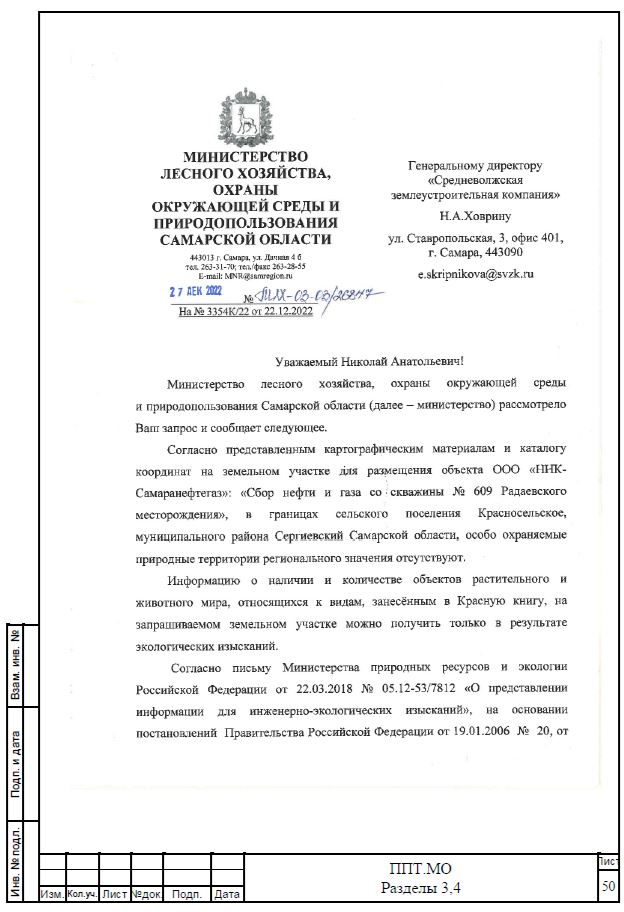 МИНИСТЕРСТВО
ЛЕСНОГО ХОЗЯЙСТВА,
ОХРАНЫ
ОКРУЖАЮЩЕЙ СРЕДЫ И
ПРИРОДОПОЛЬЗОВАНИЯ
САМАРСКОЙ ОБЛАСТИ
443013 г. Самара, ул. Дачная 4 б
тел. 263-31-70; тел./факс 263-28-55
E-mail: MNR@samregion.ru
27 ДЕК 2022 № МЛХ-03-03/26847
На № 3354К/22 от 22.12.2022
Генеральному директору
«Средневолжская
землеустроительная компания»
Н.А.Ховрину
ул. Ставропольская, 3, офис 401,
г. Самара, 443090
e.skripnikova@svzk.ru
Уважаемый Николай Анатольевич!
Министерство лесного хозяйства, охраны окружающей среды
и природопользования Самарской области (далее – министерство) рассмотрело
Ваш запрос и сообщает следующее.
Согласно представленным картографическим материалам и каталогу
координат на земельном участке для размещения объекта ООО «ННК-
Самаранефтегаз»: «Сбор нефти и газа со скважины № 609 Радаевского
месторождения», в границах сельского поселения Красносельское,
муниципального района Сергиевский Самарской области, особо охраняемые
природные территории регионального значения отсутствуют.
Информацию о наличии и количестве объектов растительного и
животного мира, относящихся к видам, занесённым в Красную книгу, на
запрашиваемом земельном участке можно получить только в результате
экологических изысканий.
Согласно письму Министерства природных ресурсов и экологии
Российской Федерации от 22.03.2018 № 05.12-53/7812 «О представлении
информации для инженерно-экологических изысканий», на основании
постановлений Правительства Российской Федерации от 19.01.2006 № 20, от
Взам. инв. №
Подп. и дата
Инв. № подл.
Изм. Кол.уч. Лист №док. Подп. Дата
ППТ.МО
Разделы 3,4
Лист
50